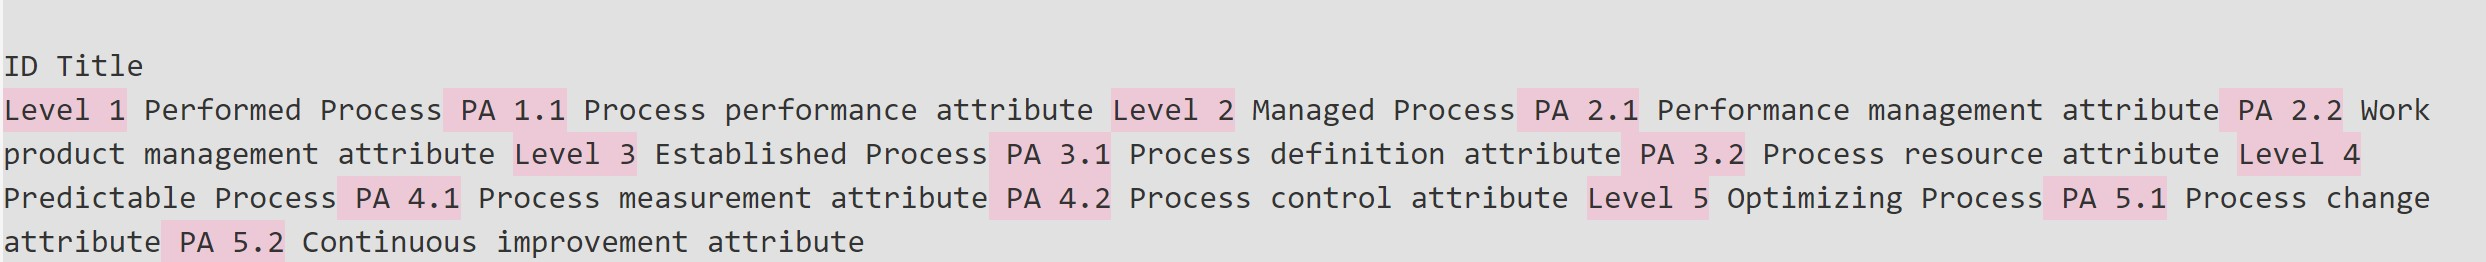 ID Title
Level 1 Performed Process PA 1.1 Process performance attribute Level 2 Managed Process PA 2.1 Performance management attribute PA 2.2 Work
product management attribute Level 3 Established Process PA 3.1 Process definition attribute PA 3.2 Process resource attribute Level 4
Predictable Process PA 4.1 Process measurement attribute PA 4.2 Process control attribute Level 5 Optimizing Process PA 5.1 Process change
attribute PA 5.2 Continuous improvement attribute